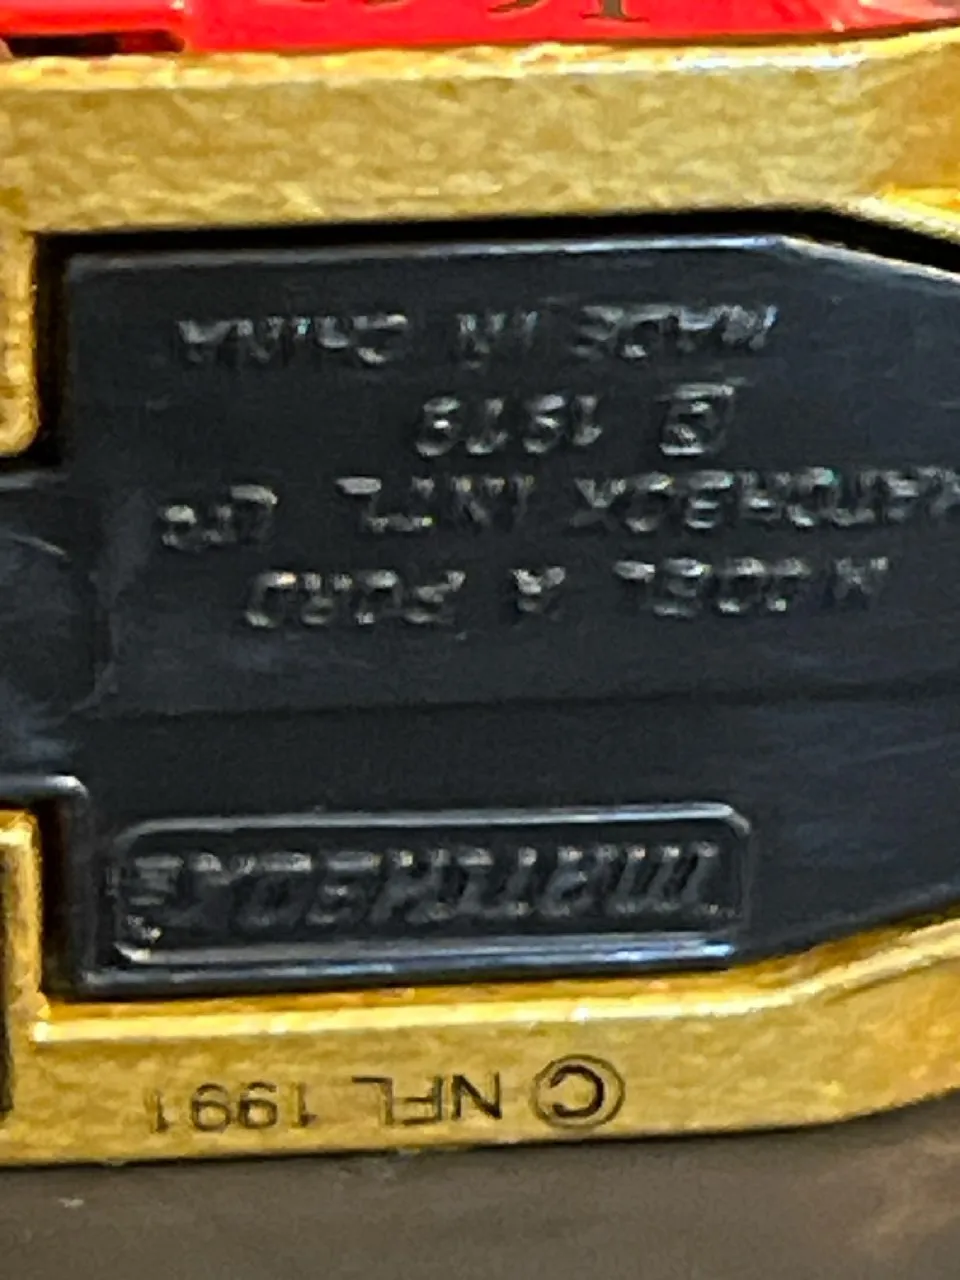 © NFL 1991
MATCHBOX
MODEL A FORD
MATCHBOX INT'L LTD
© 1979
MADE IN CHINA